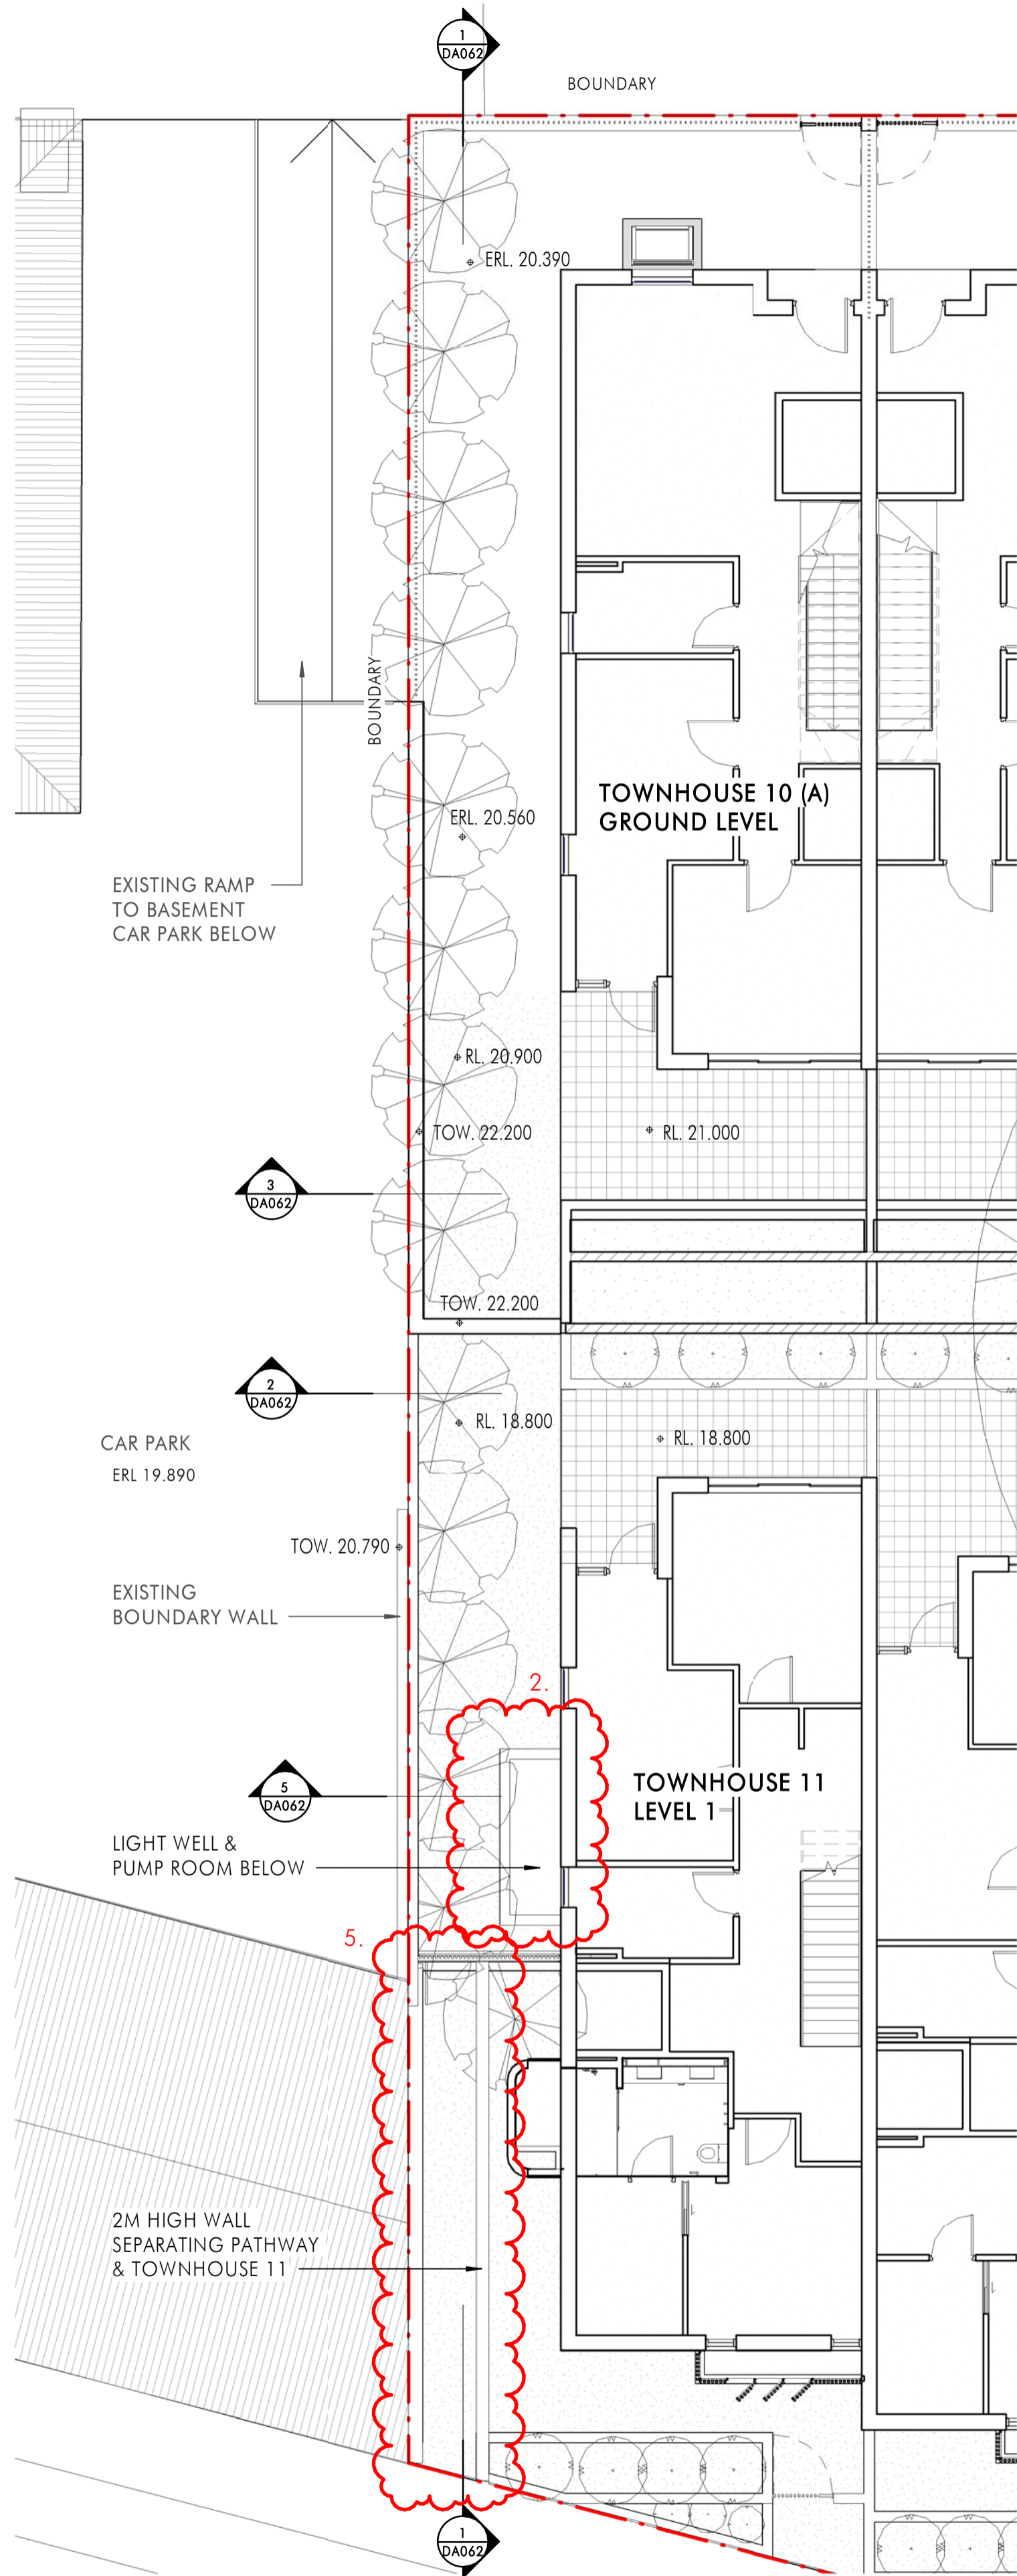 1
DA062
BOUNDARY
ERL. 20.390
BOUNDARY
TOWNHOUSE 10 (A)
GROUND LEVEL
ERL. 20.560
EXISTING RAMP
TO BASEMENT
CAR PARK BELOW
RL. 20.900
TOW. 22.200
RL. 21.000
3
DA062
TOW. 22.200
2
DA062
RL. 18.800
RL. 18.800
CAR PARK
ERL 19.890
TOW. 20.790
EXISTING
BOUNDARY WALL
2.
5
DA062
TOWNHOUSE 11
LEVEL 1
LIGHT WELL &
PUMP ROOM BELOW
5.
2M HIGH WALL
SEPARATING PATHWAY
& TOWNHOUSE 11
1
DA062